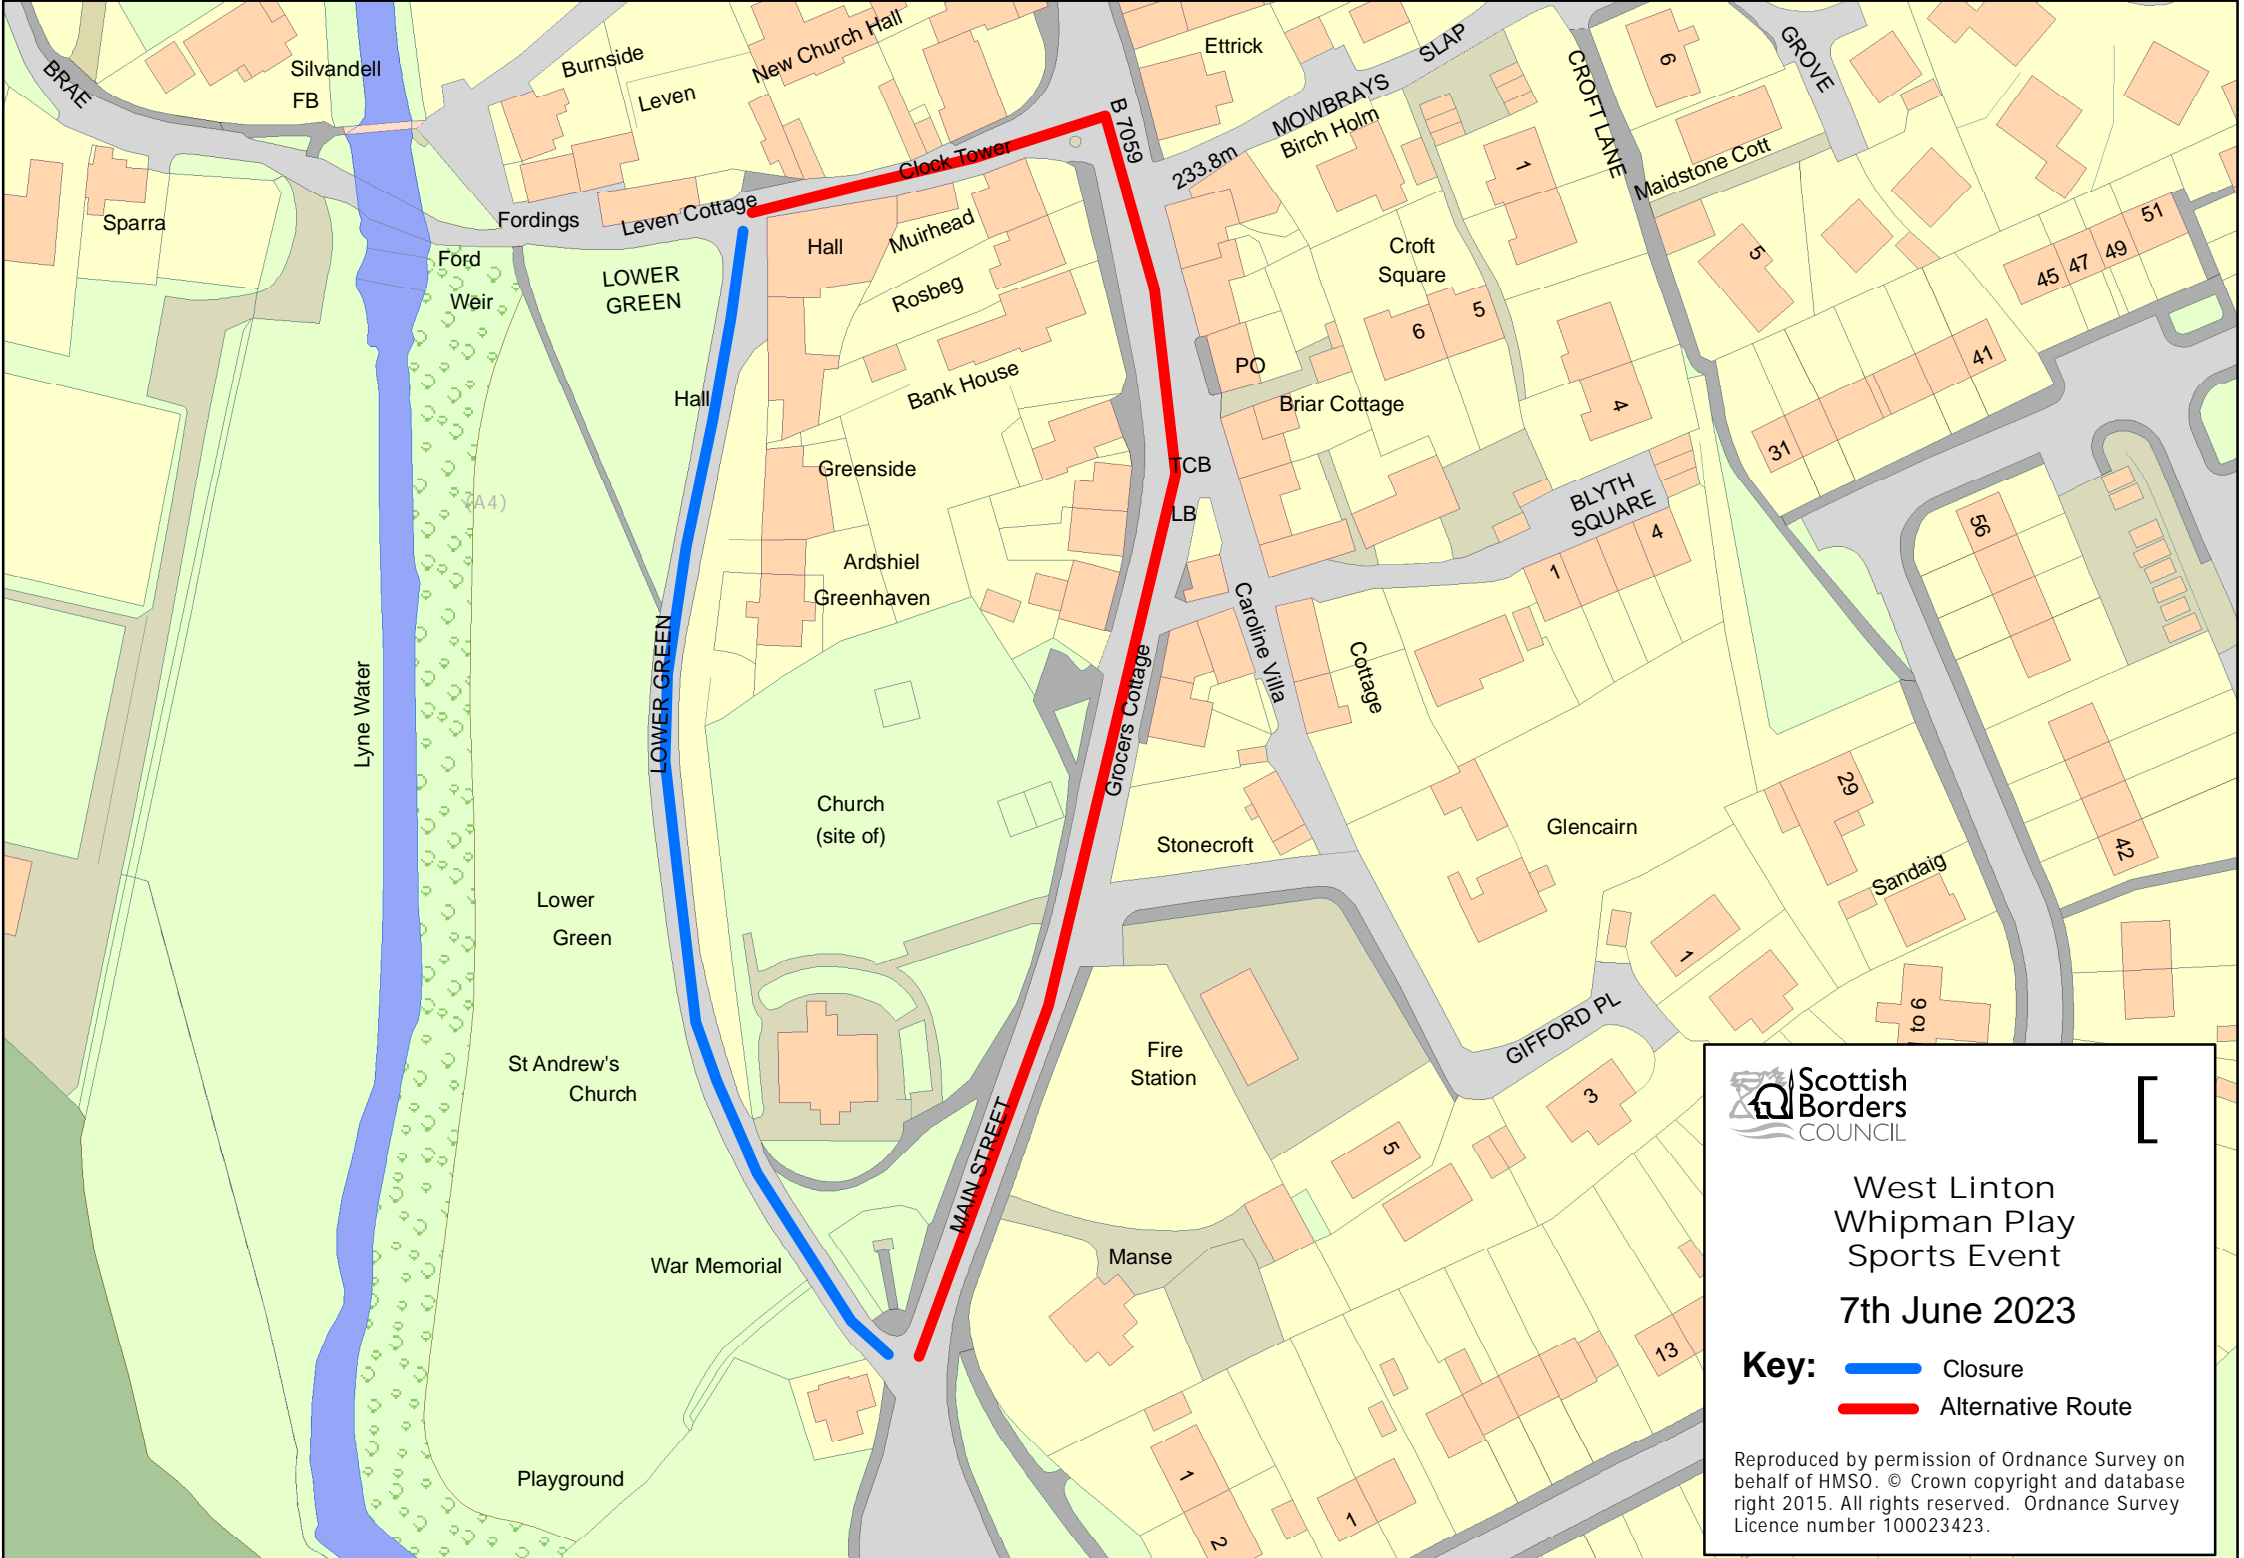 BRAE
Silvandell
FB
Burnside
Leven
New Church Hall
Ettrick
MOWBRAYS SLAP
CROFT LANE
6
GROVE
B 7059
Birch Holm
233.8m
Clock Tower
1
Maidstone Cott
Sparra
Fordings
Leven Cottage
Hall
Muirhead
Croft
Square
5
51
49
47
45
Ford
Weir
LOWER
GREEN
Rosbeg
6
5
Hall
Bank House
PO
Briar Cottage
4
41
31
Greenside
TCB
LB
(A4)
BLYTH
SQUARE
4
1
56
Ardshiel
Greenhaven
LOWER GREEN
Lyne Water
Caroline Villa
Cottage
Grocers Cottage
Church
(site of)
Stonecroft
Glencairn
29
42
Sandaig
Lower
Green
1
1 to 6
GIFFORD PL
St Andrew's
Church
Fire
Station
3
5
MAIN STREET
War Memorial
Manse
13
Playground
1
2
1
Scottish
Borders
COUNCIL
[
West Linton
Whipman Play
Sports Event
7th June 2023
Key:
Closure
Alternative Route
Reproduced by permission of Ordnance Survey on
behalf of HMSO. © Crown copyright and database
right 2015. All rights reserved. Ordnance Survey
Licence number 100023423.